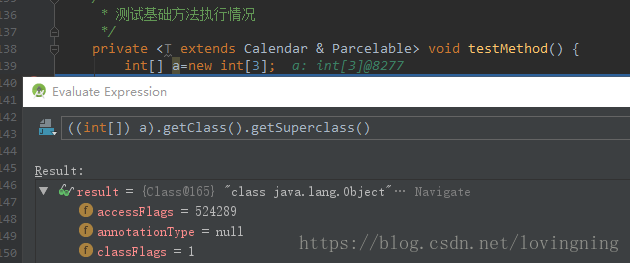 135 */
136 * 测试基础方法执行情况
137 */
138 private <T extends Calendar & Parcelable> void testMethod() {
139 int[] a=new int[3]; a: int[3]@8277
140
141 Evaluate Expression
142
143 ((int[]) a).getClass().getSuperclass()
144
145 Result:
146 result = {Class@165} "class java.lang.Object"… Navigate
147 accessFlags = 524289
148 annotationType = null
149
150 classFlags = 1
https://blog.csdn.net/lovingning